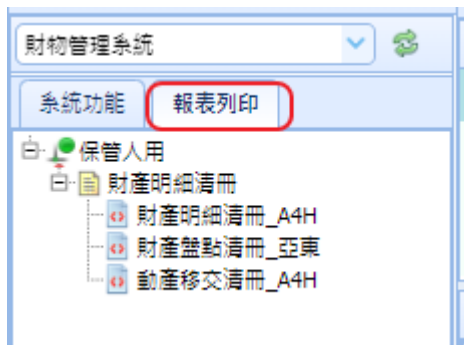 財物管理系統
系統功能
報表列印
保管人用
財產明細清冊
財產明細清冊_A4H
財產盤點清冊_亞東
動產移交清冊_A4H